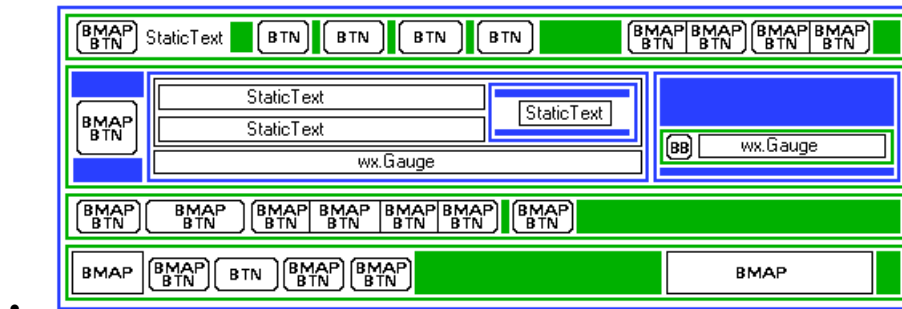 BMAP BTN StaticText BTN BTN BTN BTN BMAP BTN BMAP BTN BMAP BTN BMAP BTN
StaticText
StaticText
StaticText
BMAP BTN
wx.Gauge
BB wx.Gauge
BMAP BTN BMAP BTN BMAP BTN BMAP BTN BMAP BTN BMAP BTN BMAP BTN
BMAP BMAP BTN BTN BMAP BTN BMAP BTN BMAP